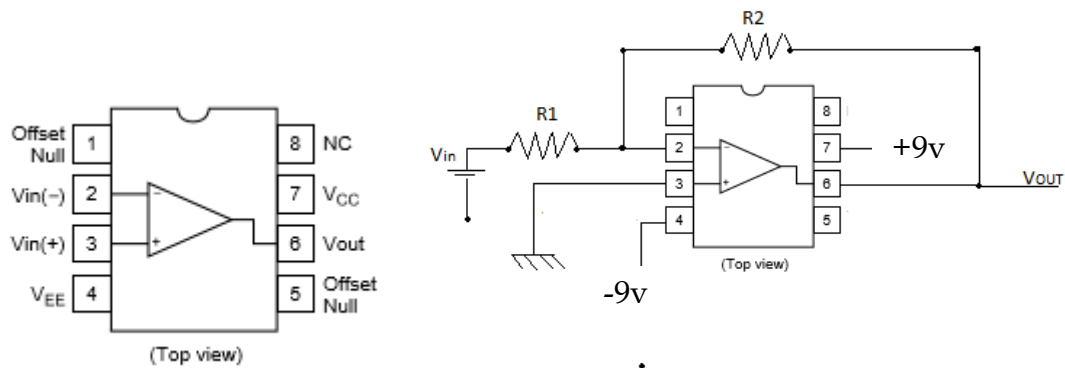 Offset
Null
1
8
NC
Vin(−)
2
−
7
VCC
Vin(+)
3
+
6
Vout
VEE
4
5
Offset
Null
(Top view)
R2
R1
Vin
1
8
2
−
7
+9v
3
+
6
VOUT
4
5
(Top view)
-9v